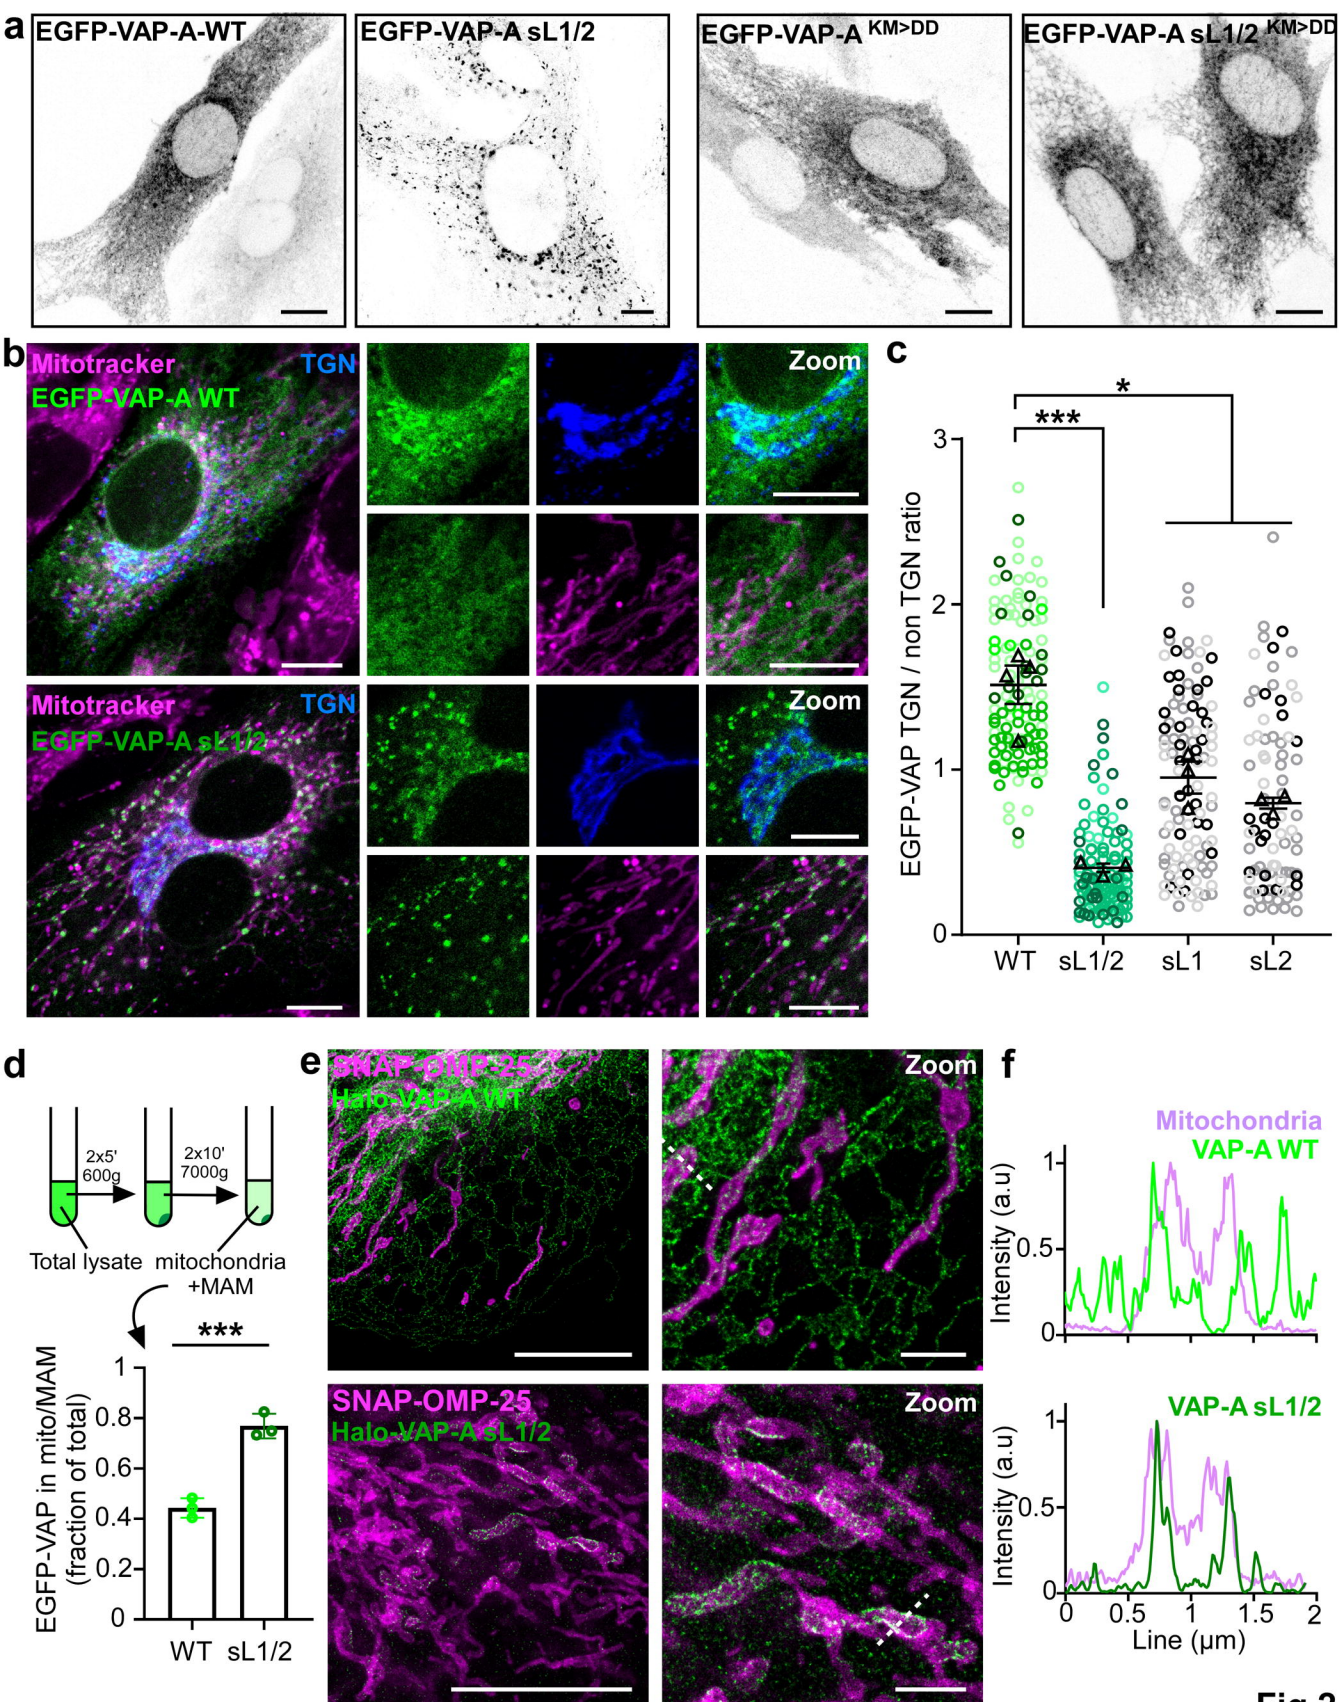 a
EGFP-VAP-A-WT
EGFP-VAP-A sL1/2
EGFP-VAP-A KM>DD
EGFP-VAP-A sL1/2 KM>DD
b
Mitotracker TGN
EGFP-VAP-A WT
Zoom
Mitotracker TGN
EGFP-VAP-A sL1/2
Zoom
c
*
***
3
2
1
0
EGFP-VAP TGN / non TGN ratio
WT sL1/2 sL1 sL2
d
2x5'
600g
2x10'
7000g
Total lysate
mitochondria
+MAM
***
1
0.8
0.6
0.4
0.2
0
EGFP-VAP in mito/MAM
(fraction of total)
WT sL1/2
e
SNAP-OMP-25
Halo-VAP-A WT
Zoom
SNAP-OMP-25
Halo-VAP-A sL1/2
Zoom
f
Mitochondria
VAP-A WT
1
0.5
0
Intensity (a.u)
VAP-A sL1/2
1
0.5
0
Intensity (a.u)
0 0.5 1 1.5 2
Line (µm)